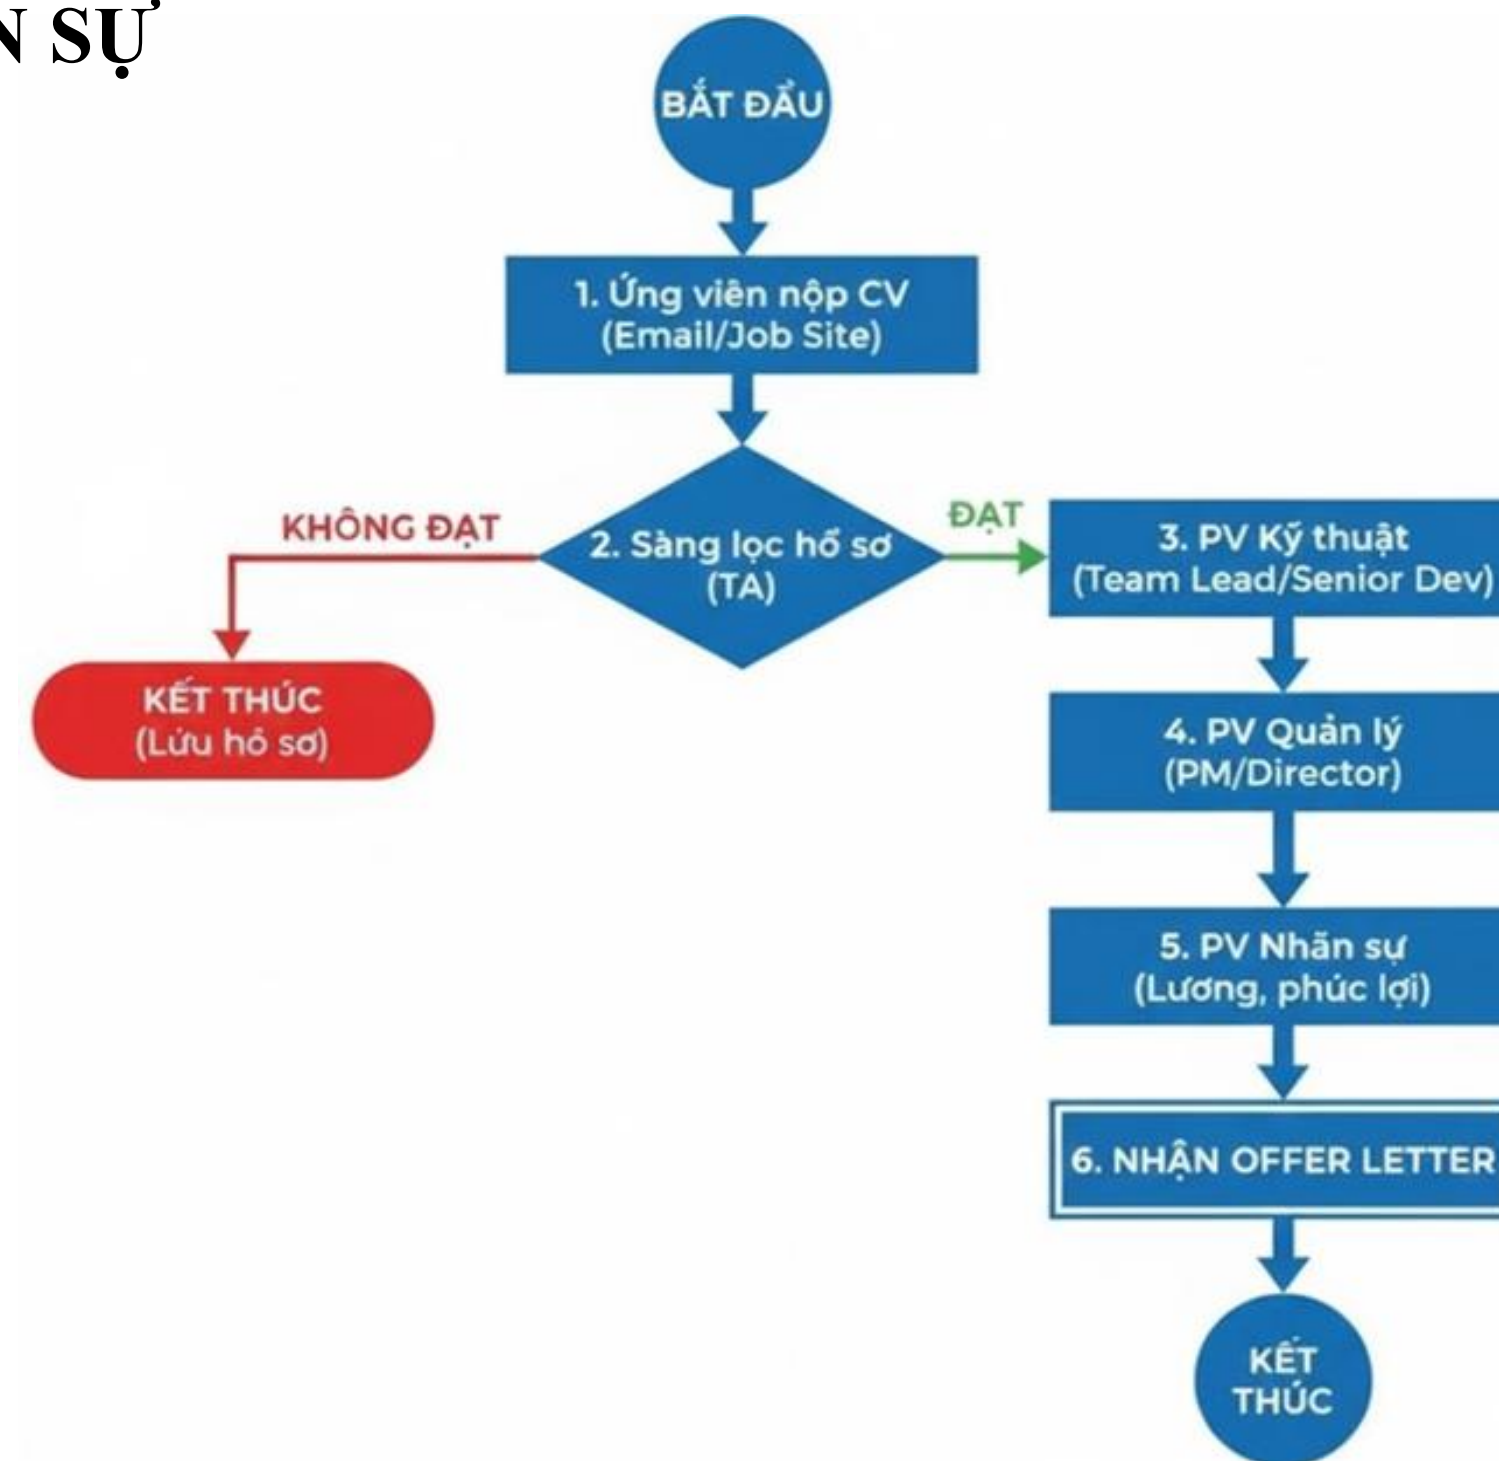 N SỰ
BẮT ĐẦU
1. Ứng viên nộp CV
(Email/Job Site)
KHÔNG ĐẠT
2. Sàng lọc hồ sơ
(TA)
ĐẠT
3. PV Kỹ thuật
(Team Lead/Senior Dev)
KẾT THÚC
(Lứu hồ sơ)
4. PV Quản lý
(PM/Director)
5. PV Nhãn sự
(Lương, phúc lợi)
6. NHẬN OFFER LETTER
KẾT
THÚC